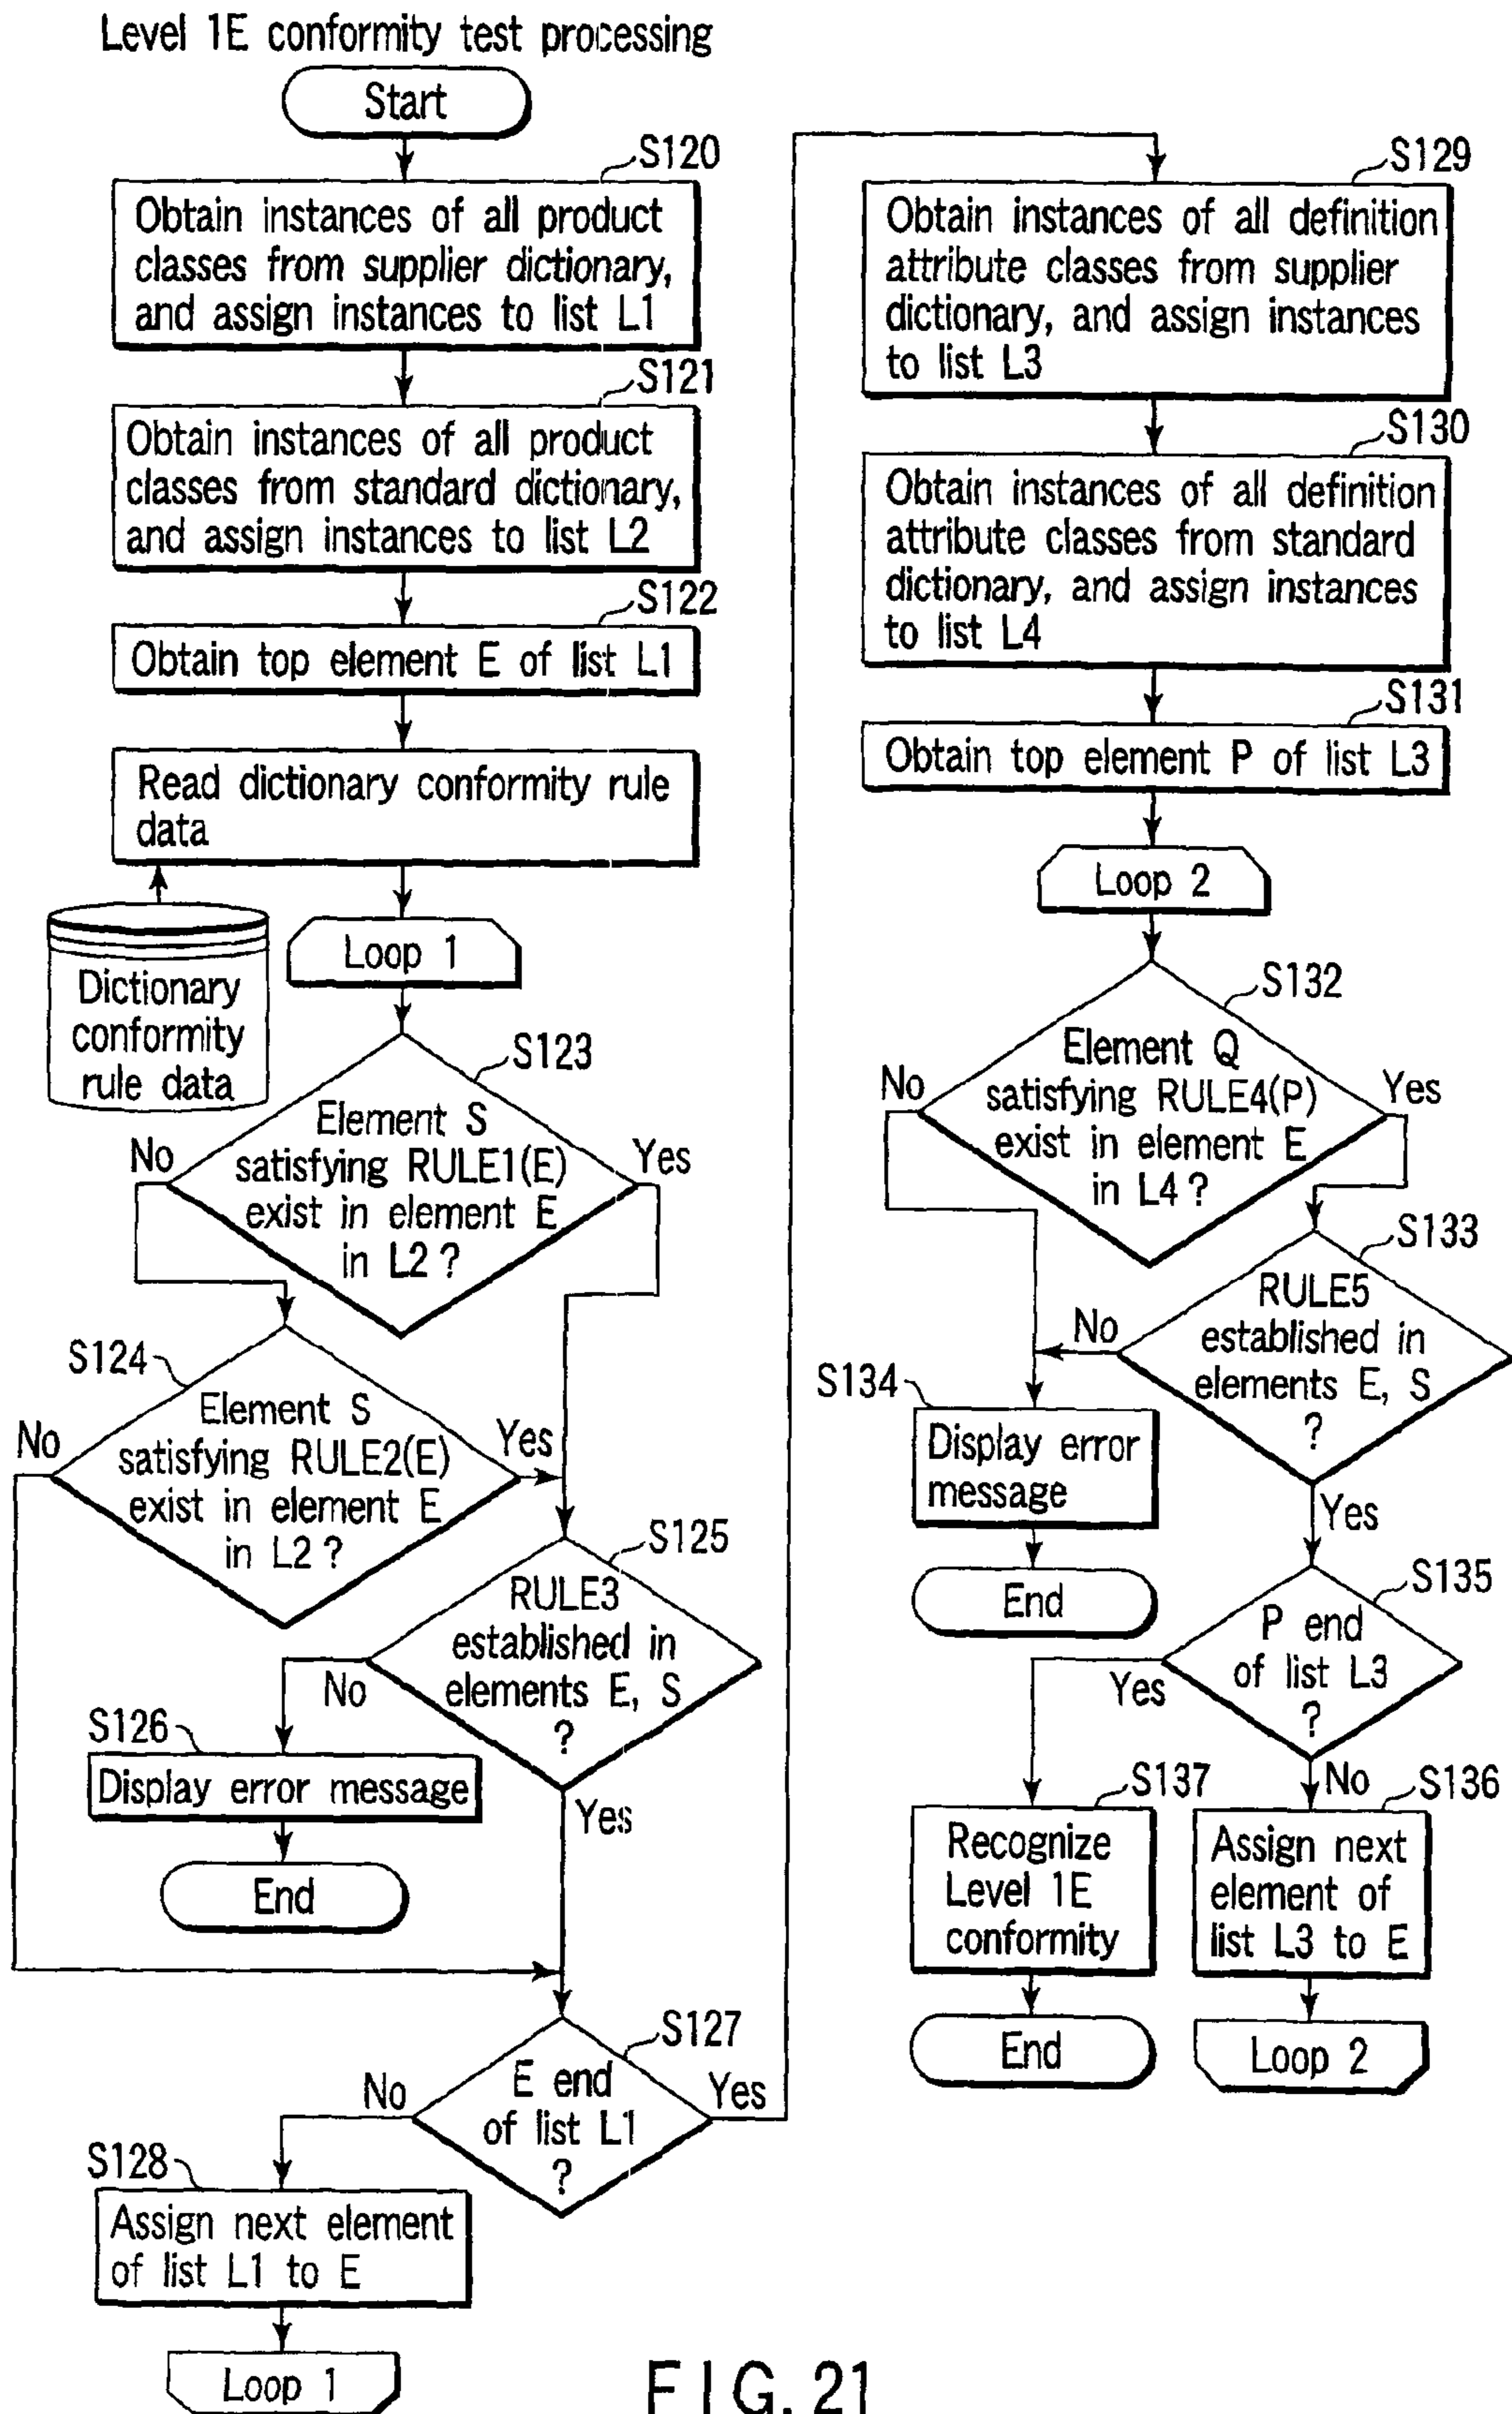 Level 1E conformity test processing
Start
S120
Obtain instances of all product
classes from supplier dictionary,
and assign instances to list L1
S121
Obtain instances of all product
classes from standard dictionary,
and assign instances to list L2
S122
Obtain top element E of list L1
Read dictionary conformity rule
data
Dictionary
conformity
rule data
Loop 1
S123
Element S
satisfying RULE1(E)
exist in element E
in L2?
No
Yes
S124
Element S
satisfying RULE2(E)
exist in element E
in L2?
No
Yes
S125
RULE3
established in
elements E, S
?
No
Yes
S126
Display error message
End
S127
E end
of list L1
?
No
Yes
S128
Assign next element
of list L1 to E
Loop 1
S129
Obtain instances of all definition
attribute classes from supplier
dictionary, and assign instances
to list L3
S130
Obtain instances of all definition
attribute classes from standard
dictionary, and assign instances
to list L4
S131
Obtain top element P of list L3
Loop 2
S132
Element Q
satisfying RULE4(P)
exist in element E
in L4?
No
Yes
S133
RULE5
established in
elements E, S
?
No
Yes
S134
Display error
message
End
S135
P end
of list L3
?
Yes
No
S137
Recognize
Level 1E
conformity
End
S136
Assign next
element of
list L3 to E
Loop 2
FIG. 21